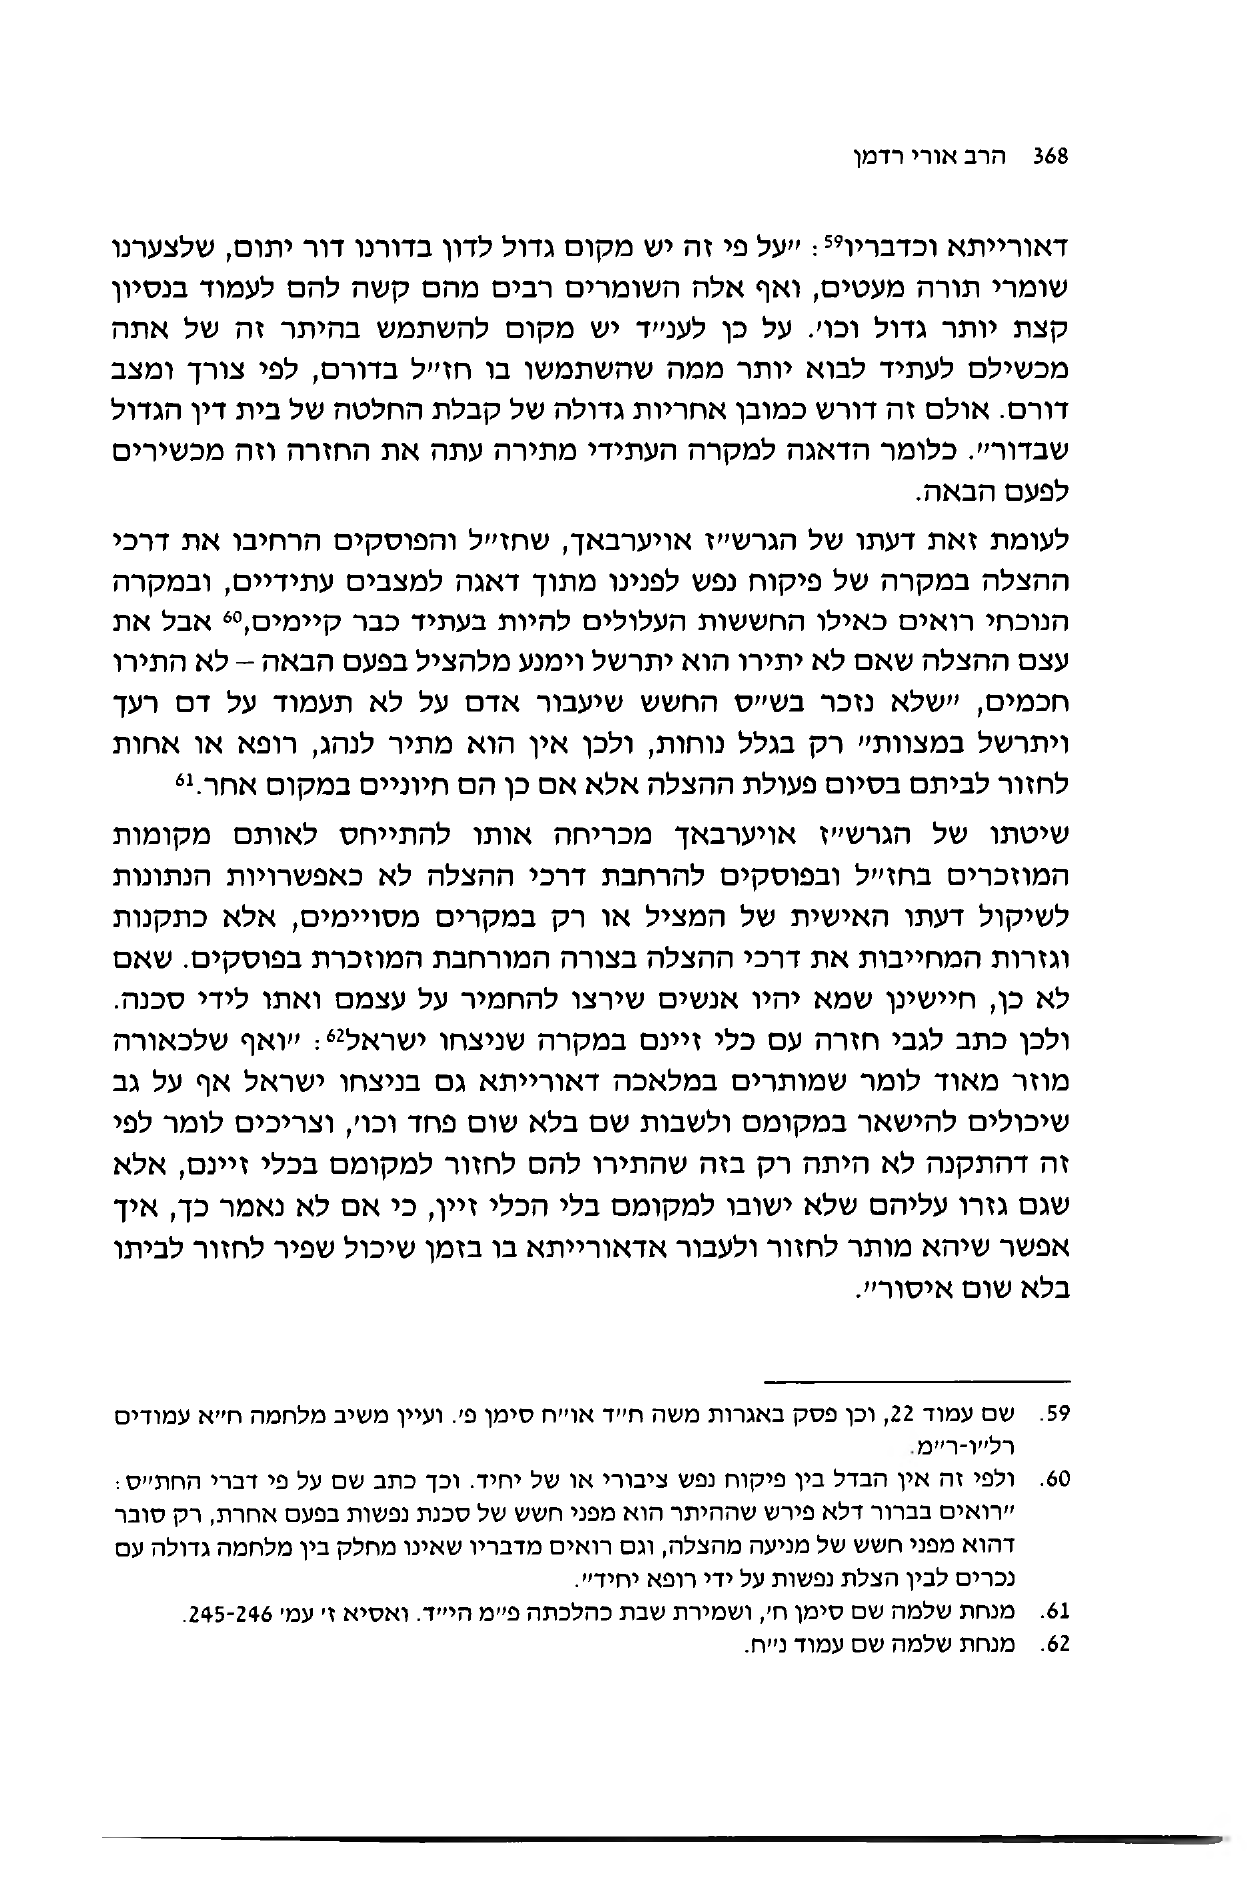 368 הרב אורי רדמן
דאורייתא וכדבריו59: ״על פי זה יש מקום גדול לדון בדורנו דור יתום, שלצערנו
שומרי תורה מעטים, ואף אלה השומרים רבים מהם קשה להם לעמוד בנסיון
קצת יותר גדול וכו׳. על כן לענ״ד יש מקום להשתמש בהיתר זה של אתה
מכשילם לעתיד לבוא יותר ממה שהשתמשו בו חז״ל בדורם, לפי צורך ומצב
דורם. אולם זה דורש כמובן אחריות גדולה של קבלת החלטה של בית דין הגדול
שבדור״. כלומר הדאגה למקרה העתידי מתירה עתה את החזרה וזה מכשירים
לפעם הבאה.
לעומת זאת דעתו של הגרש״ז אויערבאך, שחז״ל והפוסקים הרחיבו את דרכי
ההצלה במקרה של פיקוח נפש לפנינו מתוך דאגה למצבים עתידיים, ובמקרה
הנוכחי רואים כאילו החששות העלולים להיות בעתיד כבר קיימים,60 אבל את
עצם ההצלה שאם לא יתירו הוא יתרשל וימנע מלהציל בפעם הבאה – לא התירו
חכמים, ״שלא נזכר בש״ס החשש שיעבור אדם על לא תעמוד על דם רעך
ויתרשל במצוות״ רק בגלל נוחות, ולכן אין הוא מתיר לנהג, רופא או אחות
לחזור לביתם בסיום פעולת ההצלה אלא אם כן הם חיוניים במקום אחר.61
שיטתו של הגרש״ז אויערבאך מכריחה אותו להתייחס לאותם מקומות
המוזכרים בחז״ל ובפוסקים להרחבת דרכי ההצלה לא כאפשרויות הנתונות
לשיקול דעתו האישית של המציל או רק במקרים מסויימים, אלא כתקנות
וגזרות המחייבות את דרכי ההצלה בצורה המורחבת המוזכרת בפוסקים. שאם
לא כן, חיישינן שמא יהיו אנשים שירצו להחמיר על עצמם ואתו לידי סכנה.
ולכן כתב לגבי חזרה עם כלי זיינם במקרה שניצחו ישראל62: ״ואף שלכאורה
מוזר מאוד לומר שמותרים במלאכה דאורייתא גם בניצחו ישראל אף על גב
שיכולים להישאר במקומם ולשבות שם בלא שום פחד וכו׳, וצריכים לומר לפי
זה דהתקנה לא היתה רק בזה שהתירו להם לחזור למקומם בכלי זיינם, אלא
שגם גזרו עליהם שלא ישובו למקומם בלי הכלי זיין, כי אם לא נאמר כך, איך
אפשר שיהא מותר לחזור ולעבור אדאורייתא בו בזמן שיכול שפיר לחזור לביתו
בלא שום איסור״.
59. שם עמוד 22, וכן פסק באגרות משה ח״ד או״ח סימן פ׳. ועיין משיב מלחמה ח״א עמודים
רל״ו-ר״מ.
60. ולפי זה אין הבדל בין פיקוח נפש ציבורי או של יחיד. וכך כתב שם על פי דברי החת״ס:
״רואים בברור דלא פירש שההיתר הוא מפני חשש של סכנת נפשות בפעם אחרת, רק סובר
דהוא מפני חשש של מניעה מהצלה, וגם רואים מדבריו שאינו מחלק בין מלחמה גדולה עם
נכרים לבין הצלת נפשות על ידי רופא יחיד״.
61. מנחת שלמה שם סימן ח׳, ושמירת שבת כהלכתה פ״מ הי״ד. ואסיא ז׳ עמ׳ 245-246.
62. מנחת שלמה שם עמוד נ״ח.